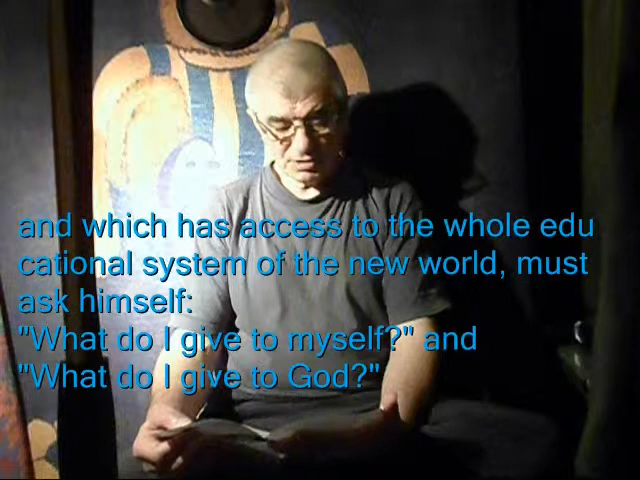 and which has access to the whole edu
cational system of the new world, must
ask himself:
"What do I give to myself?" and
"What do I give to God?"